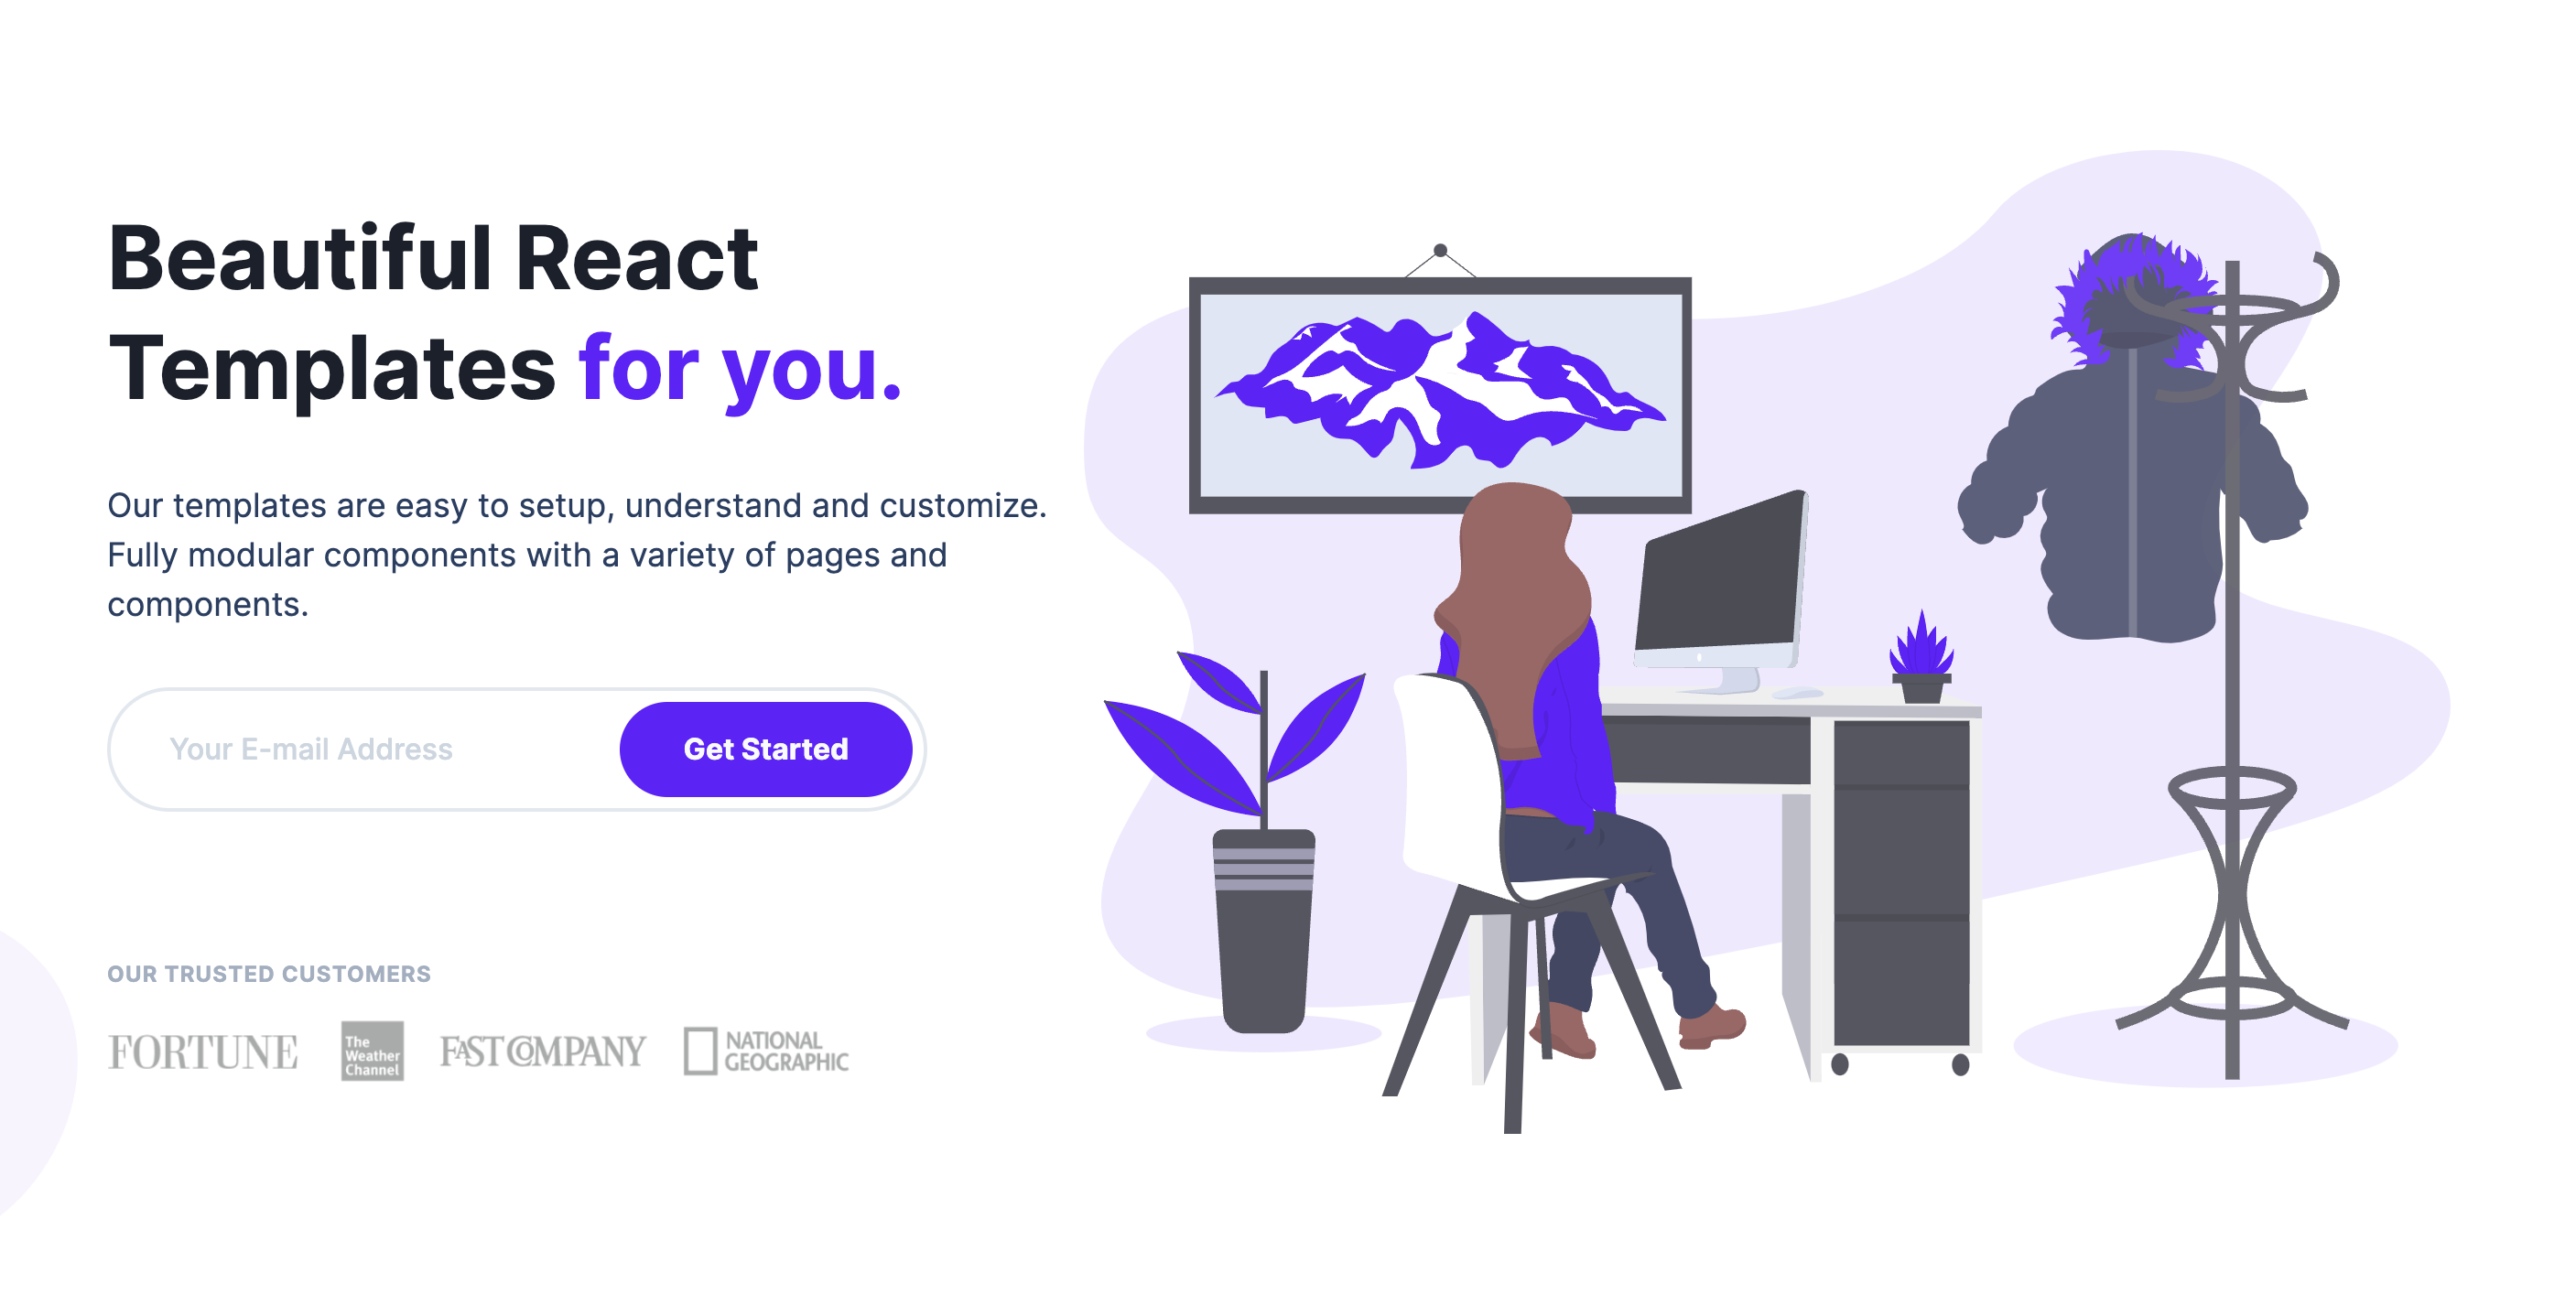 Beautiful React
Templates for you.
Our templates are easy to setup, understand and customize.
Fully modular components with a variety of pages and
components.
Your E-mail Address
Get Started
OUR TRUSTED CUSTOMERS
FORTUNE
The
Weather
Channel
FAST COMPANY
NATIONAL
GEOGRAPHIC